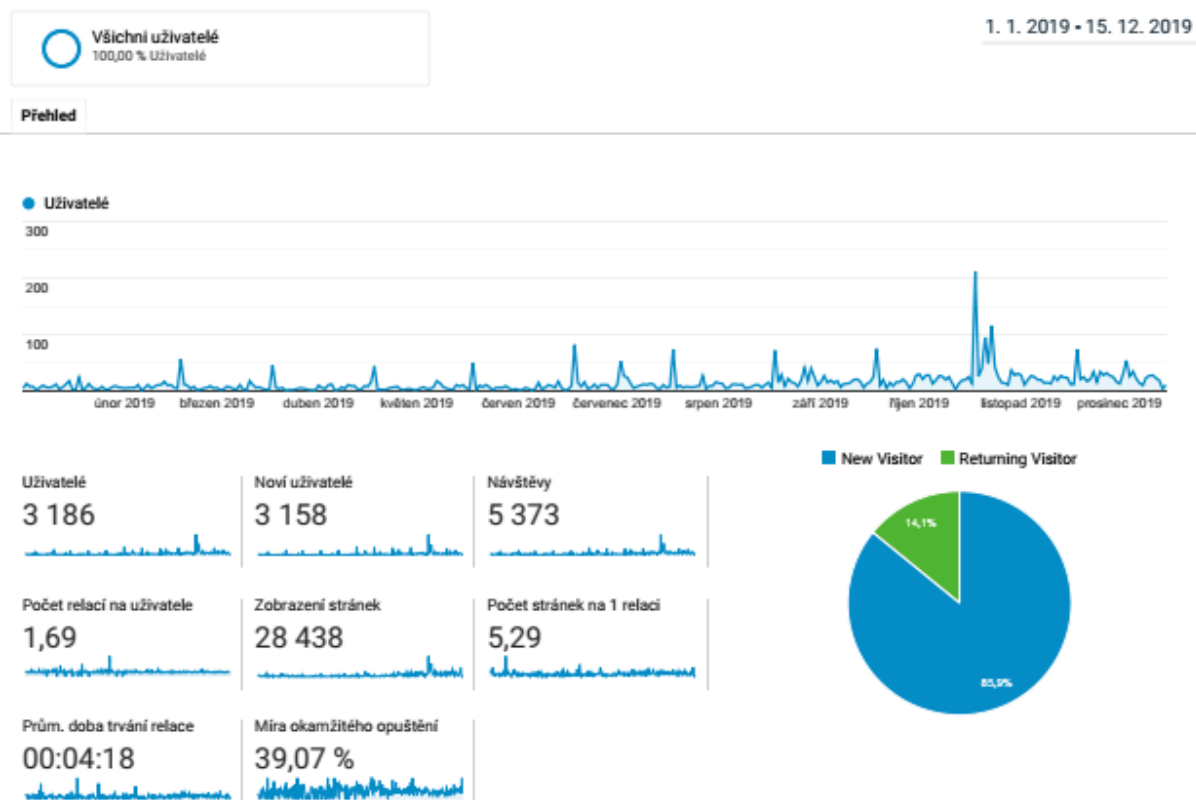 Všichni uživatelé
100,00 % Uživatelé
1. 1. 2019 - 15. 12. 2019
Přehled
Uživatelé
300
200
100
únor 2019 březen 2019 duben 2019 květen 2019 červen 2019 červenec 2019 srpen 2019 září 2019 říjen 2019 listopad 2019 prosinec 2019
New Visitor Returning Visitor
Uživatelé
3 186
Noví uživatelé
3 158
Návštěvy
5 373
14,1%
85,9%
Počet relací na uživatele
1,69
Zobrazení stránek
28 438
Počet stránek na 1 relaci
5,29
Prům. doba trvání relace
00:04:18
Míra okamžitého opuštění
39,07 %